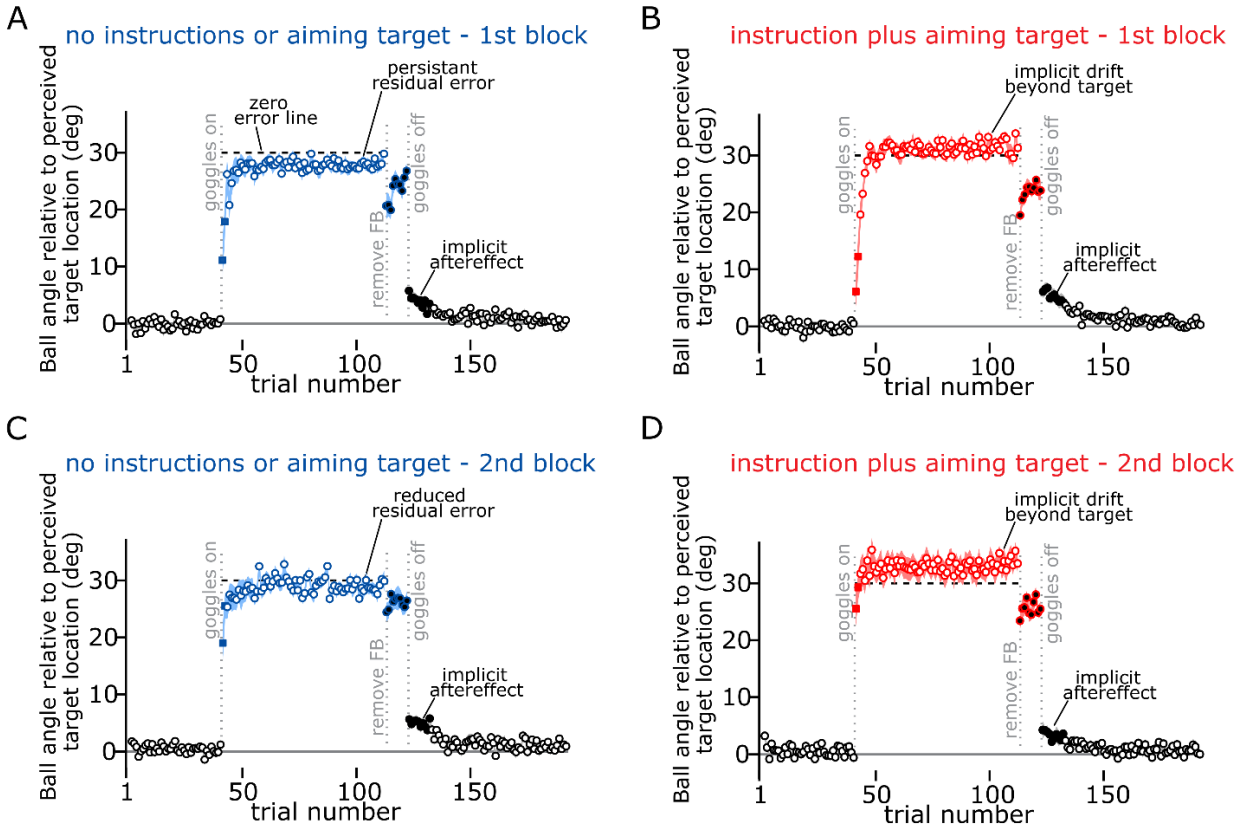 A
no instructions or aiming target - 1st block
Ball angle relative to perceived
target location (deg)
30
20
10
0
goggles on
zero
error line
persistant
residual error
remove FB
goggles off
implicit
aftereffect
1
50
100
150
trial number
B
instruction plus aiming target - 1st block
Ball angle relative to perceived
target location (deg)
30
20
10
0
goggles on
implicit drift
beyond target
remove FB
goggles off
implicit
aftereffect
1
50
100
150
trial number
C
no instructions or aiming target - 2nd block
Ball angle relative to perceived
target location (deg)
30
20
10
0
goggles on
reduced
residual error
remove FB
goggles off
implicit
aftereffect
1
50
100
150
trial number
D
instruction plus aiming target - 2nd block
Ball angle relative to perceived
target location (deg)
30
20
10
0
goggles on
implicit drift
beyond target
remove FB
goggles off
implicit
aftereffect
1
50
100
150
trial number